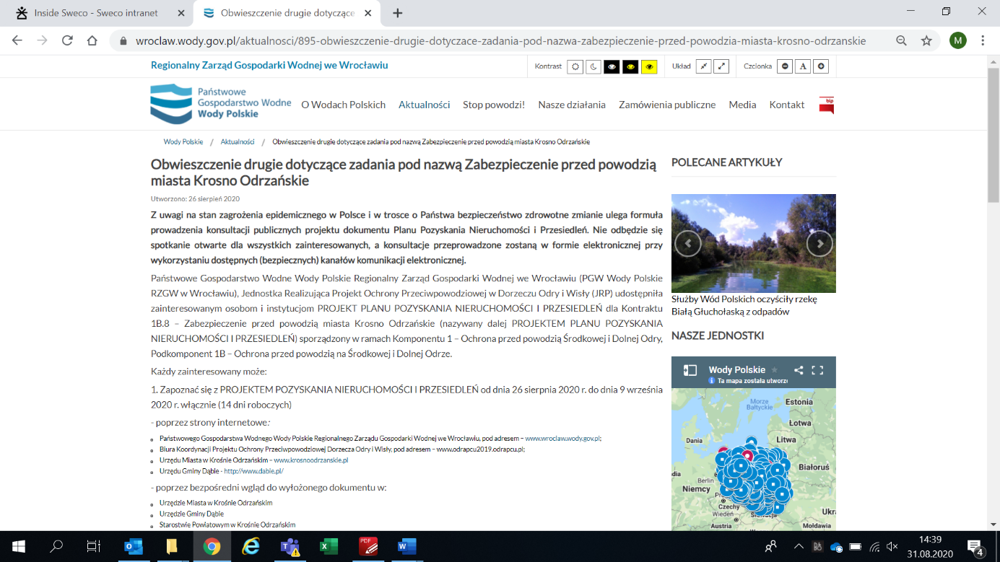 Inside Sweco - Sweco intranet
Obwieszczenie drugie dotyczące
wroclaw.wody.gov.pl/aktualnosci/895-obwieszczenie-drugie-dotyczace-zadania-pod-nazwa-zabezpieczenie-przed-powodzia-miasta-krosno-odrzanskie
M
Regionalny Zarząd Gospodarki Wodnej we Wrocławiu
Kontrast
Układ
Czcionka
A
Państwowe
Gospodarstwo Wodne
Wody Polskie
O Wodach Polskich
Aktualności
Stop powodzi!
Nasze działania
Zamówienia publiczne
Media
Kontakt
bip
Wody Polskie / Aktualności / Obwieszczenie drugie dotyczące zadania pod nazwą Zabezpieczenie przed powodzią miasta Krosno Odrzańskie
Obwieszczenie drugie dotyczące zadania pod nazwą Zabezpieczenie przed powodzią
miasta Krosno Odrzańskie
Utworzono: 26 sierpień 2020
Z uwagi na stan zagrożenia epidemicznego w Polsce i w trosce o Państwa bezpieczeństwo zdrowotne zmianie ulega formuła
prowadzenia konsultacji publicznych projektu dokumentu Planu Pozyskania Nieruchomości i Przesiedleń. Nie odbędzie się
spotkanie otwarte dla wszystkich zainteresowanych, a konsultacje przeprowadzone zostaną w formie elektronicznej przy
wykorzystaniu dostępnych (bezpiecznych) kanałów komunikacji elektronicznej.
Państwowe Gospodarstwo Wodne Wody Polskie Regionalny Zarząd Gospodarki Wodnej we Wrocławiu (PGW Wody Polskie
RZGW w Wrocławiu), Jednostka Realizująca Projekt Ochrony Przeciwpowodziowej w Dorzeczu Odry i Wisły (JRP) udostępniła
zainteresowanym osobom i instytucjom PROJEKT PLANU POZYSKANIA NIERUCHOMOŚCI I PRZESIEDLEŃ dla Kontraktu
1B.8 – Zabezpieczenie przed powodzią miasta Krosno Odrzańskie (nazywany dalej PROJEKTEM PLANU POZYSKANIA
NIERUCHOMOŚCI I PRZESIEDLEŃ) sporządzony w ramach Komponentu 1 – Ochrona przed powodzią Środkowej i Dolnej Odry,
Podkomponent 1B – Ochrona przed powodzią na Środkowej i Dolnej Odrze.
Każdy zainteresowany może:
1. Zapoznać się z PROJEKTEM POZYSKANIA NIERUCHOMOŚCI I PRZESIEDLEŃ od dnia 26 sierpnia 2020 r. do dnia 9 września
2020 r. włącznie (14 dni roboczych)
- poprzez strony internetowe:
Państwowego Gospodarstwa Wodnego Wody Polskie Regionalnego Zarządu Gospodarki Wodnej we Wrocławiu, pod adresem – www.wroclaw.wody.gov.pl;
Biura Koordynacji Projektu Ochrony Przeciwpowodziowej Dorzecza Odry i Wisły, pod adresem – www.odrapcu2019.odrapcu.pl;
Urzędu Miasta w Krośnie Odrzańskim – www.krosnoodrzanskie.pl
Urzędu Gminy Dąbie - http://www.dabie.pl/
- poprzez bezpośredni wgląd do wyłożonego dokumentu w:
Urzędzie Miasta w Krośnie Odrzańskim
Urzędzie Gminy Dąbie
Starostwie Powiatowym w Krośnie Odrzańskim
POLECANE ARTYKUŁY
Służby Wód Polskich oczyściły rzekę
Białą Głuchołaską z odpadów
NASZE JEDNOSTKI
Wody Polskie
Ta mapa została utworz
Morze
Bałtyckie
Estonia
Łotwa
Dania
Litwa
Białoruś
Berlin
Niemcy
Czechy
Wiedeń
Ukr
Austria
Mołdawia
PDF
14:39
31.08.2020
4